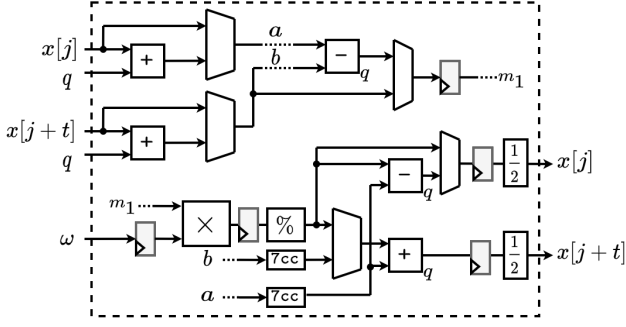 x[j]
q
+
a
b
−
q
m₁
x[j + t]
q
+
m₁
×
%
ω
b
7cc
a
7cc
−
q
+
q
1/2
x[j]
1/2
x[j + t]